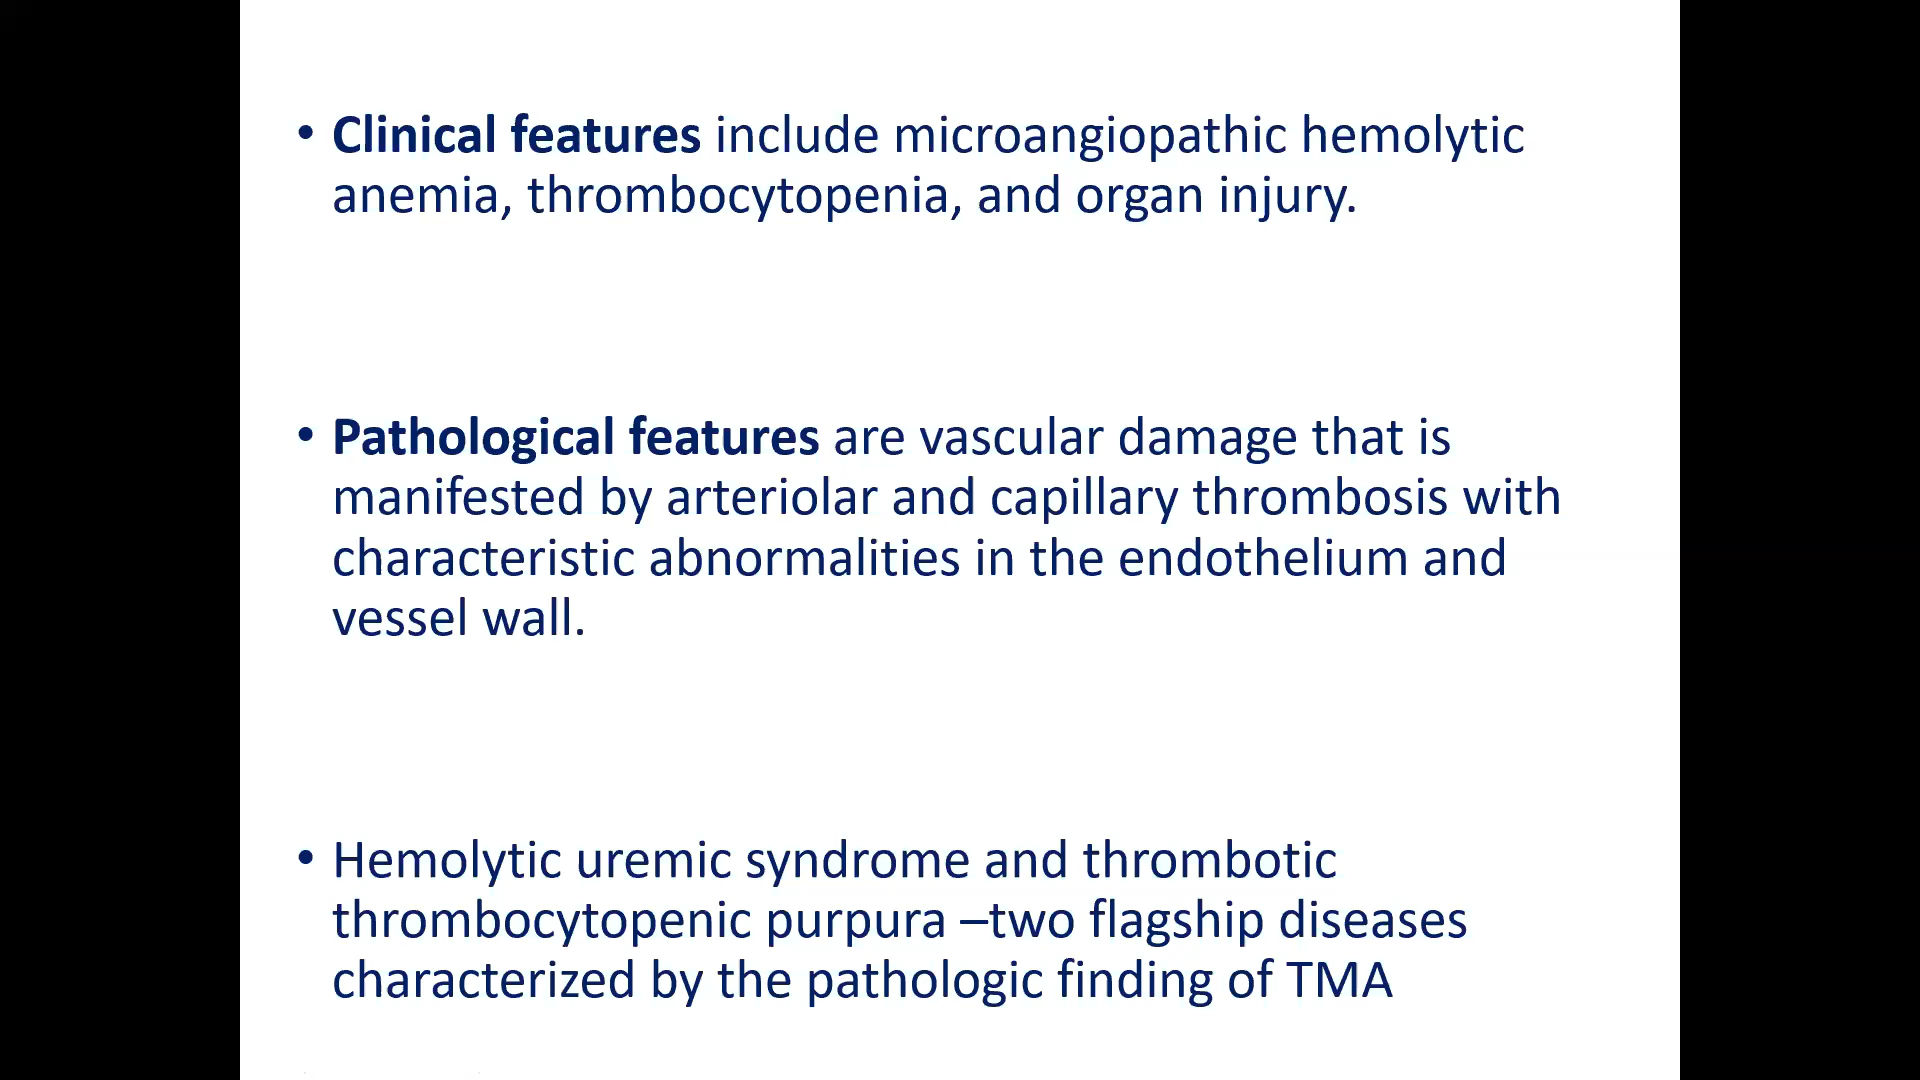 • Clinical features include microangiopathic hemolytic
anemia, thrombocytopenia, and organ injury.
• Pathological features are vascular damage that is
manifested by arteriolar and capillary thrombosis with
characteristic abnormalities in the endothelium and
vessel wall.
• Hemolytic uremic syndrome and thrombotic
thrombocytopenic purpura –two flagship diseases
characterized by the pathologic finding of TMA